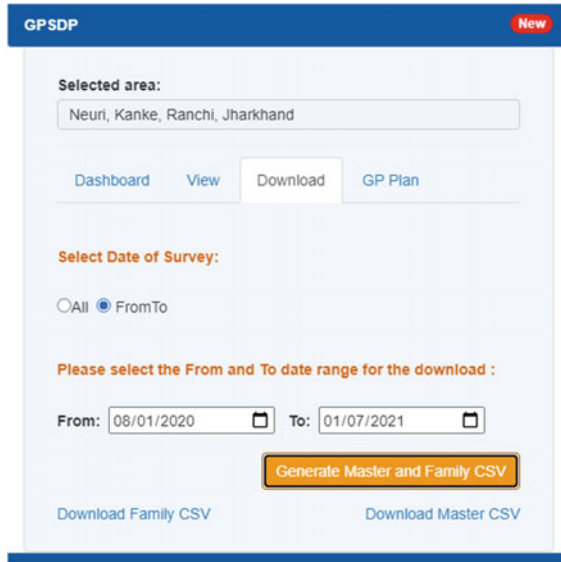 GPSDP New
Selected area:
Neuri, Kanke, Ranchi, Jharkhand
Dashboard View Download GP Plan
Select Date of Survey:
All FromTo
Please select the From and To date range for the download :
From: 08/01/2020 To: 01/07/2021
Generate Master and Family CSV
Download Family CSV Download Master CSV